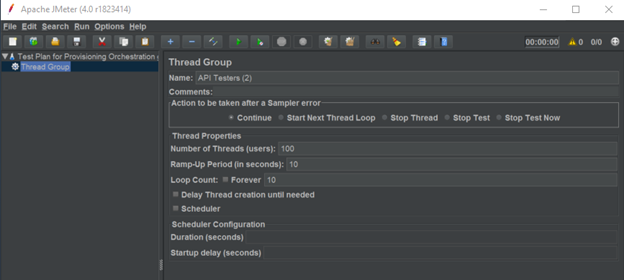 Apache JMeter (4.0 r1823414)
File Edit Search Run Options Help
00:00:00 0 0/0
Test Plan for Provisioning Orchestration
Thread Group
Thread Group
Name: API Testers (2)
Comments:
Action to be taken after a Sampler error
Continue Start Next Thread Loop Stop Thread Stop Test Stop Test Now
Thread Properties
Number of Threads (users): 100
Ramp-Up Period (in seconds): 10
Loop Count: Forever 10
Delay Thread creation until needed
Scheduler
Scheduler Configuration
Duration (seconds)
Startup delay (seconds)